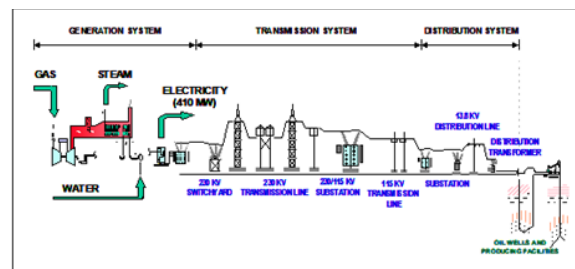 GENERATION SYSTEM
TRANSMISSION SYSTEM
DISTRIBUTION SYSTEM
GAS
STEAM
ELECTRICITY
(410 MW)
WATER
230 KV
SWITCHYARD
230 KV
TRANSMISSION LINE
230/115 KV
SUBSTATION
115 KV
TRANSMISSION
LINE
SUBSTATION
13.8 KV
DISTRIBUTION LINE
DISTRIBUTION
TRANSFORMER
OIL WELLS AND
PRODUCING FACILITIES